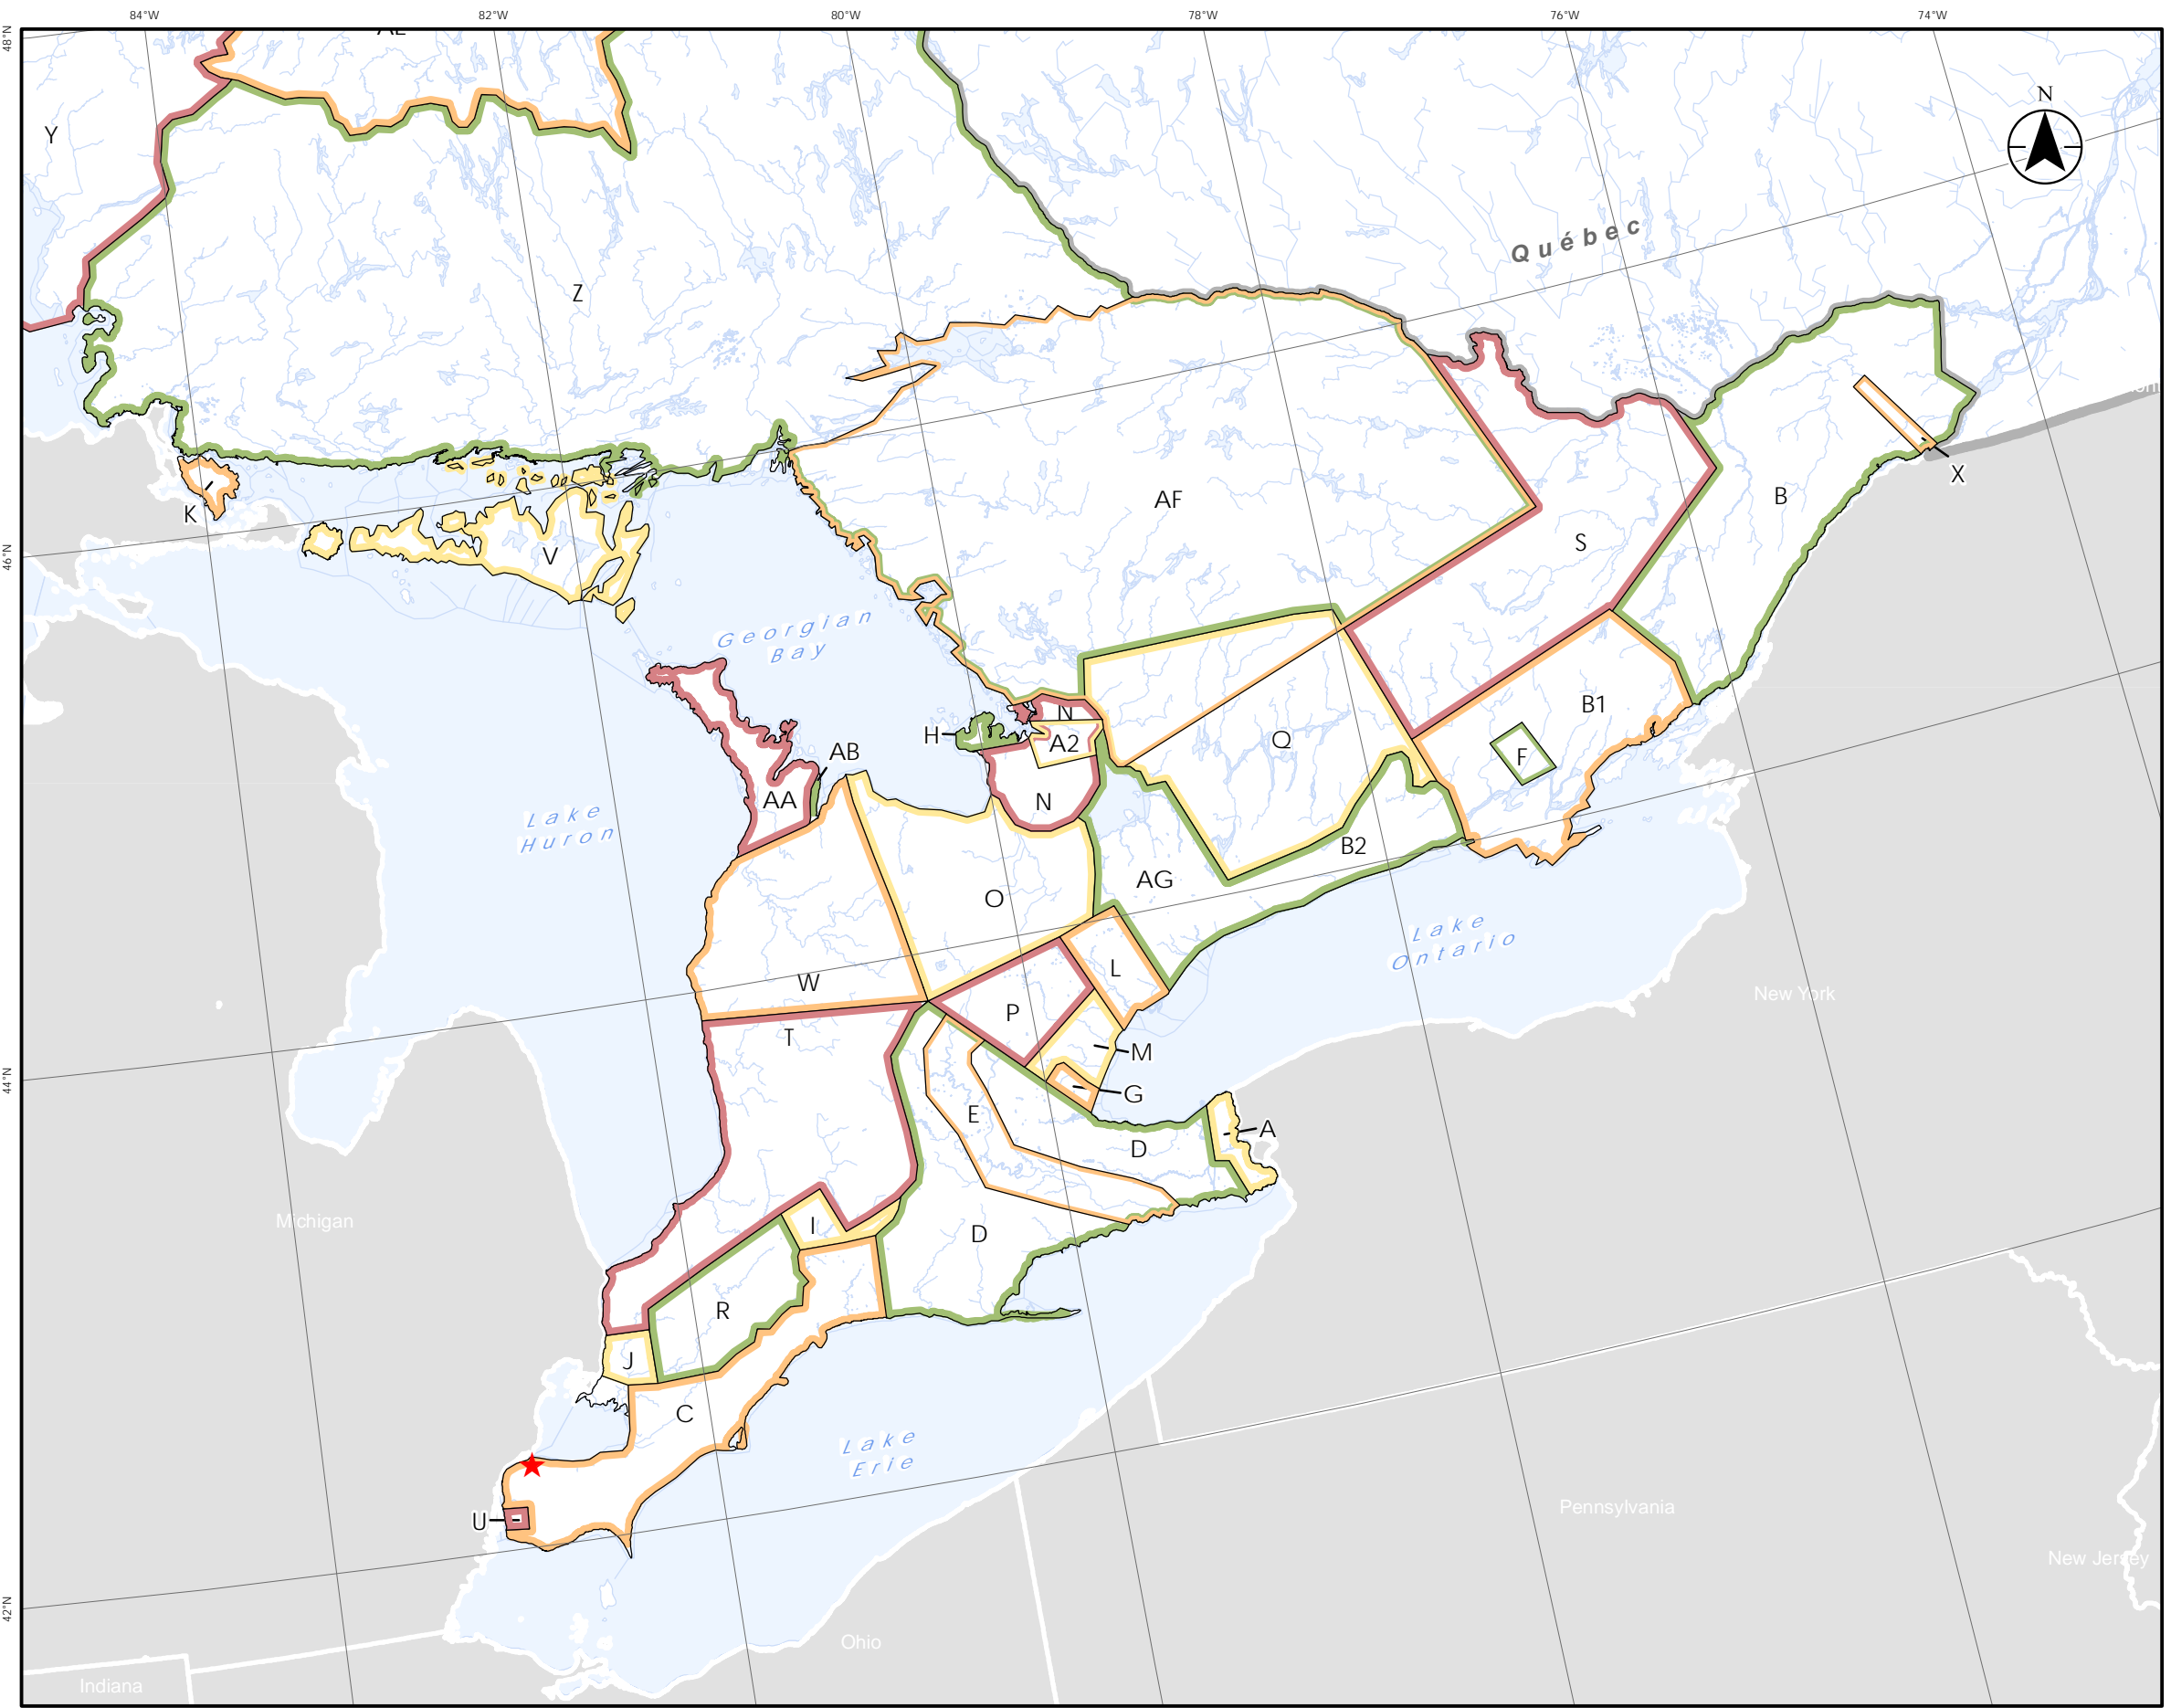 84°W
82°W
80°W
78°W
76°W
74°W
48°N
N
Y
Québec
Z
AF
B
X
K
S
46°N
V
Georgian
Bay
B1
N
H
A2
Q
AB
F
AA
N
Lake
Huron
B2
AG
O
Lake
Ontario
L
W
New York
P
T
M
44°N
G
E
A
D
Michigan
I
D
R
J
C
Lake
Erie
U
Pennsylvania
New Jersey
42°N
Ohio
Indiana